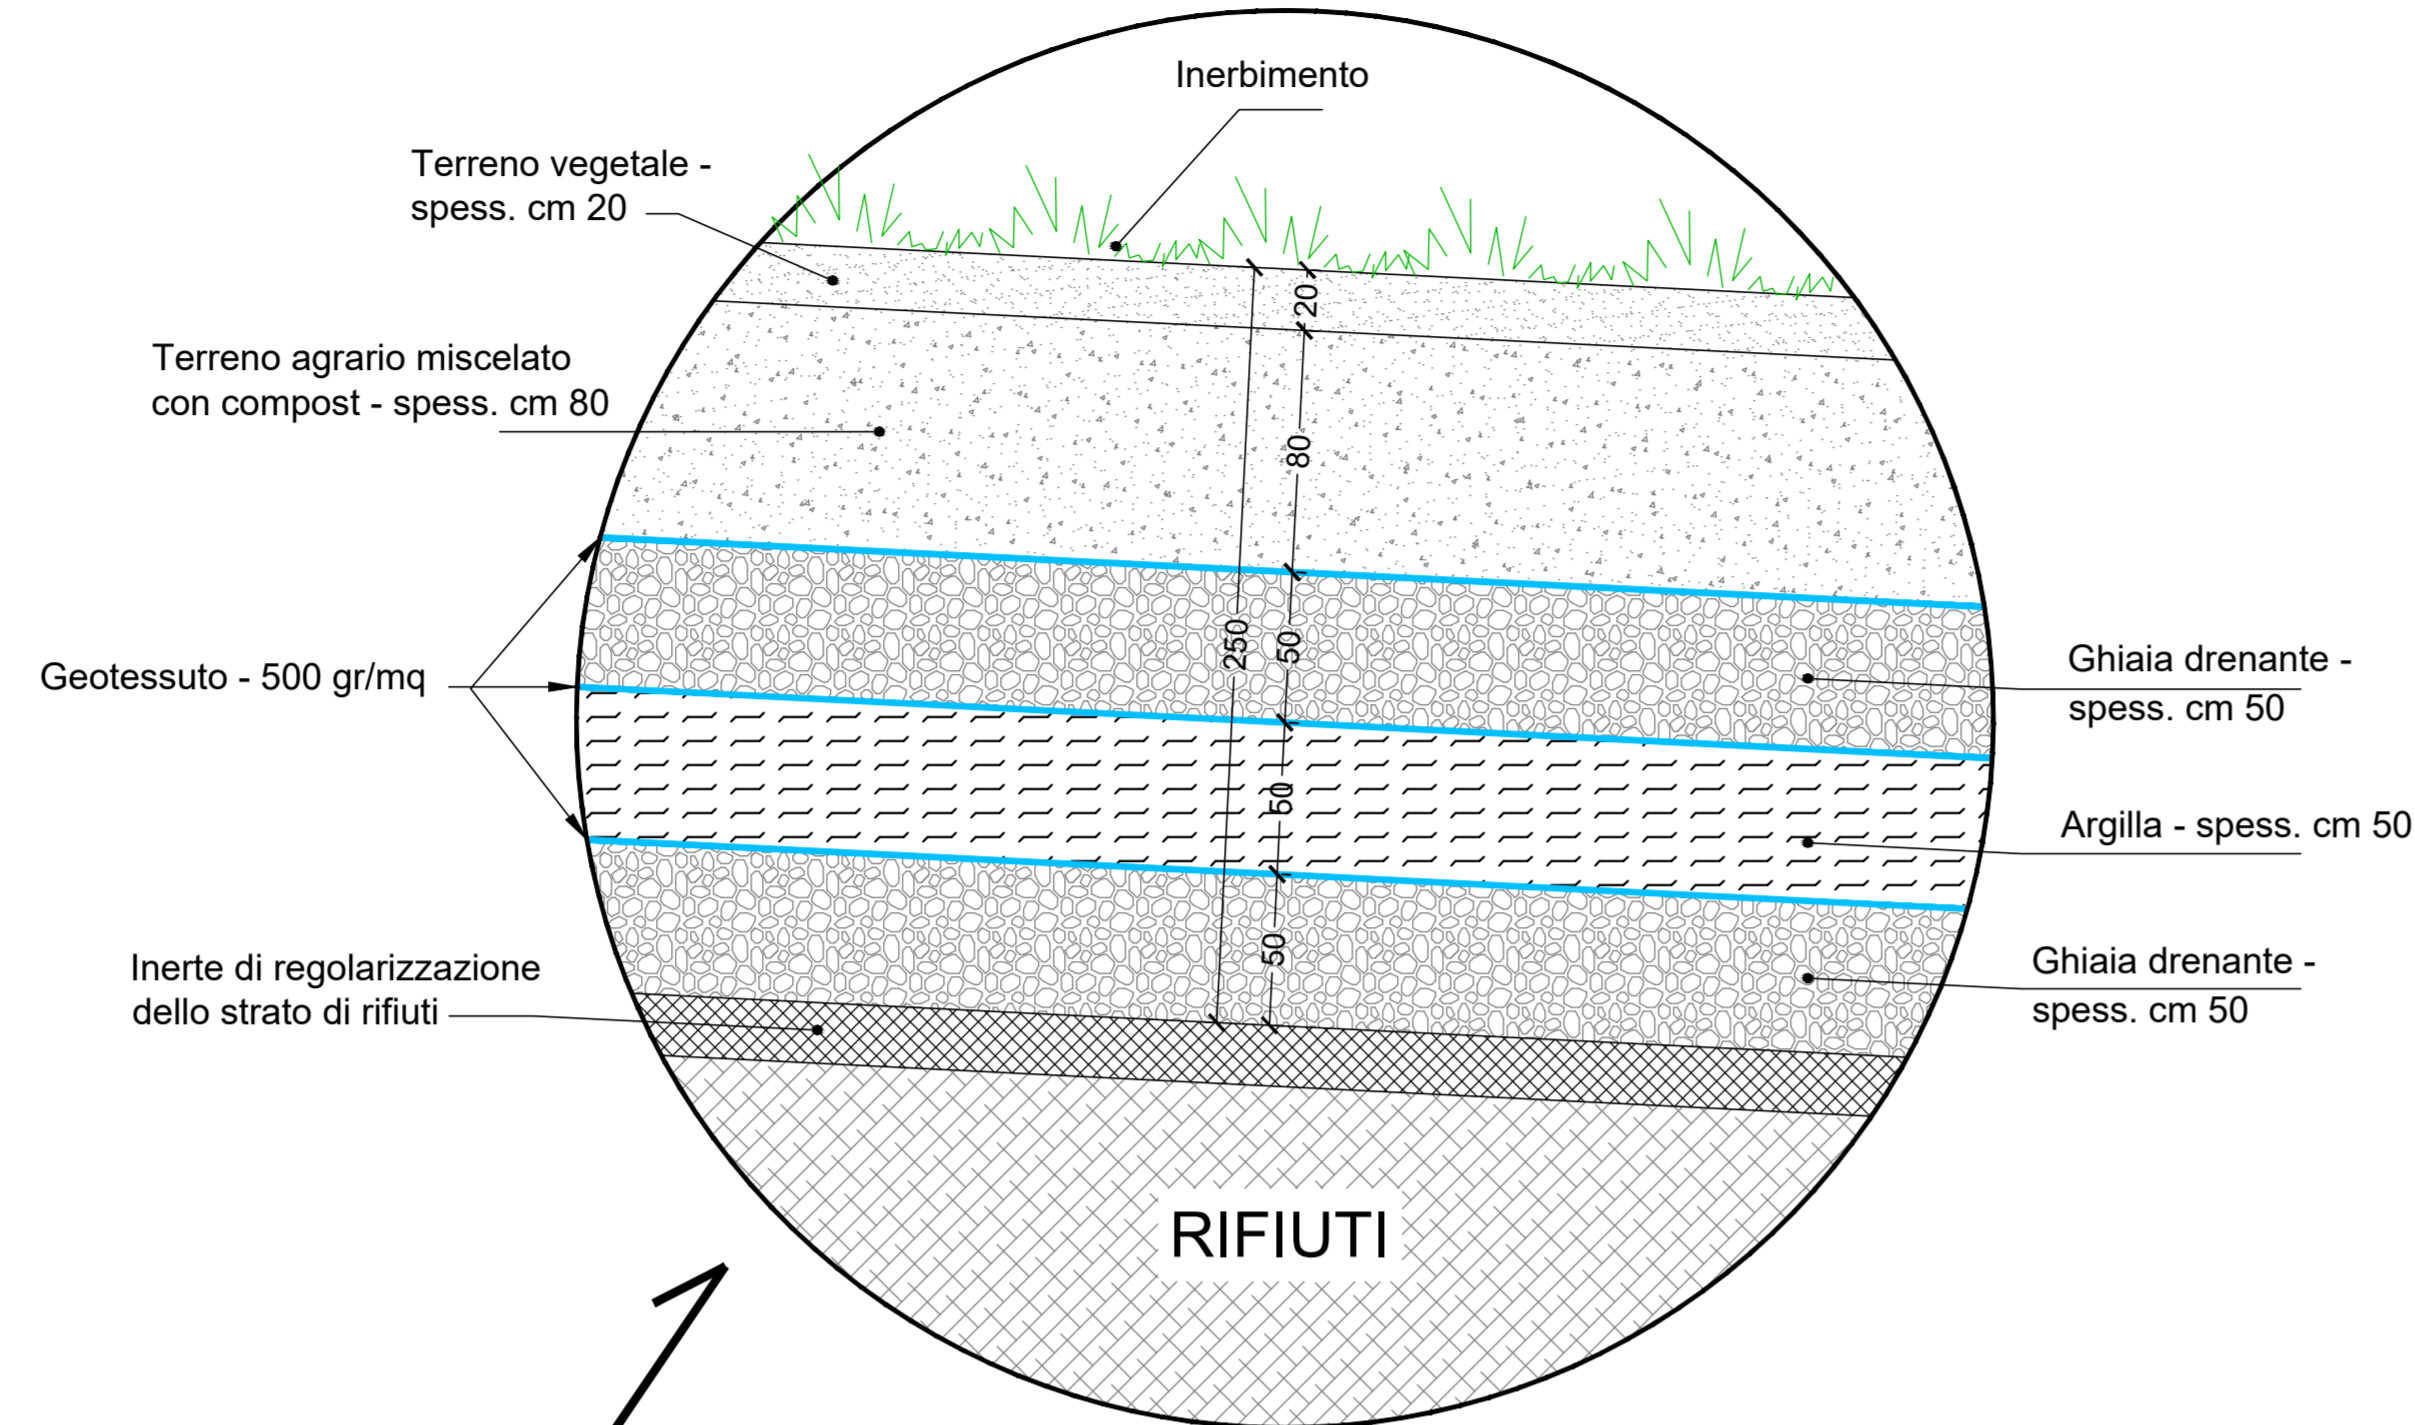 Inerbimento
Terreno vegetale -
spess. cm 20
20
Terreno agrario miscelato
con compost - spess. cm 80
80
Geotessuto - 500 gr/mq
250
50
Ghiaia drenante -
spess. cm 50
50
Argilla - spess. cm 50
Inerte di regolarizzazione
dello strato di rifiuti
50
Ghiaia drenante -
spess. cm 50
RIFIUTI